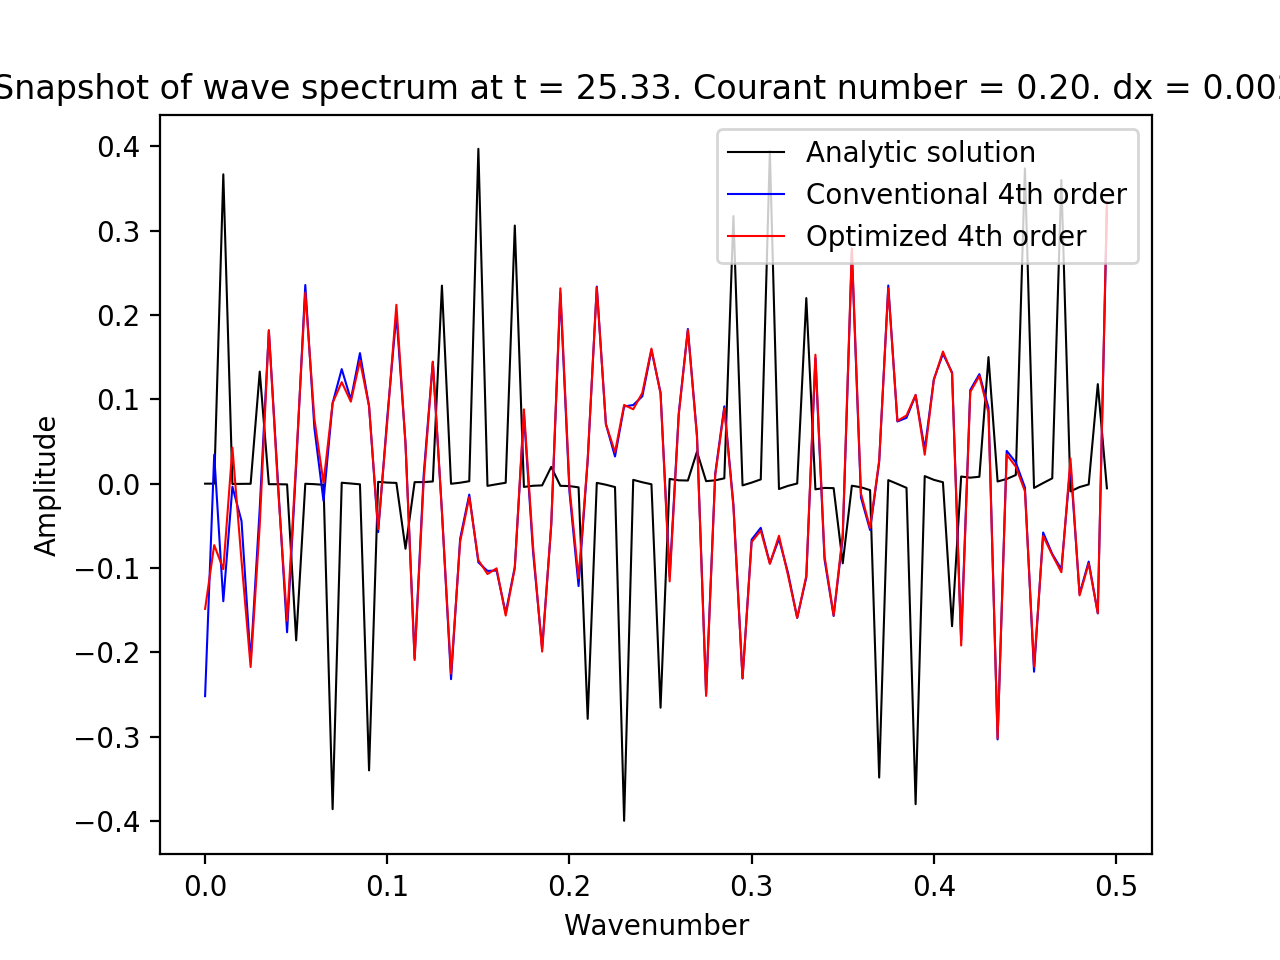 Snapshot of wave spectrum at t = 25.33. Courant number = 0.20. dx = 0.00
Analytic solution
Conventional 4th order
Optimized 4th order
Amplitude
0.4
0.3
0.2
0.1
0.0
−0.1
−0.2
−0.3
−0.4
0.0 0.1 0.2 0.3 0.4 0.5
Wavenumber